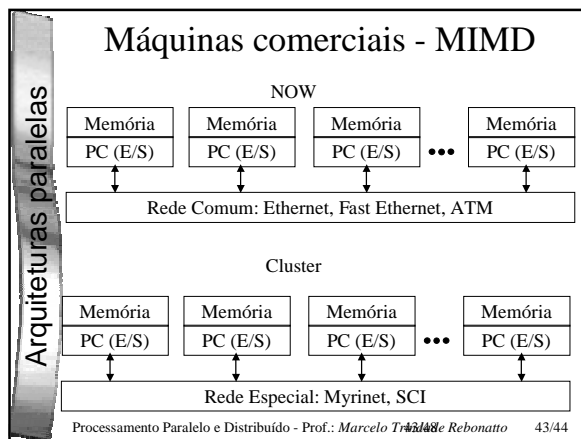 Máquinas comerciais - MIMD
Arquiteturas paralelas
NOW
Memória Memória Memória Memória
PC (E/S) PC (E/S) PC (E/S) ••• PC (E/S)
Rede Comum: Ethernet, Fast Ethernet, ATM
Cluster
Memória Memória Memória Memória
PC (E/S) PC (E/S) PC (E/S) ••• PC (E/S)
Rede Especial: Myrinet, SCI
Processamento Paralelo e Distribuído - Prof.: Marcelo Rebonatto 43/44